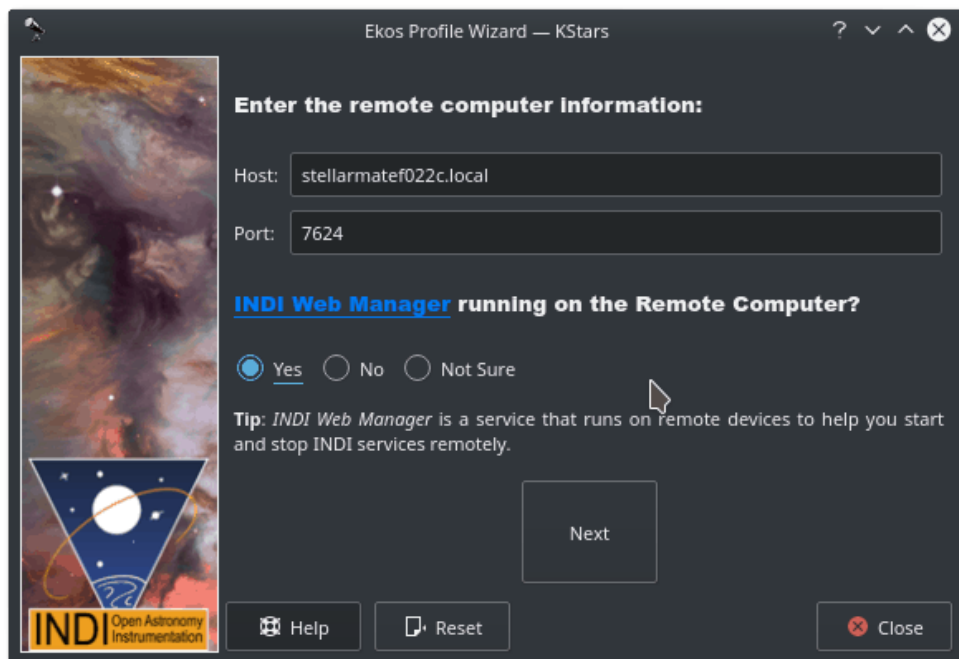 Ekos Profile Wizard — KStars
Enter the remote computer information:
Host: stellarmatef022c.local
Port: 7624
INDI Web Manager running on the Remote Computer?
Yes No Not Sure
Tip: INDI Web Manager is a service that runs on remote devices to help you start
and stop INDI services remotely.
Next
INDI Open Astronomy
Instrumentation
Help Reset Close